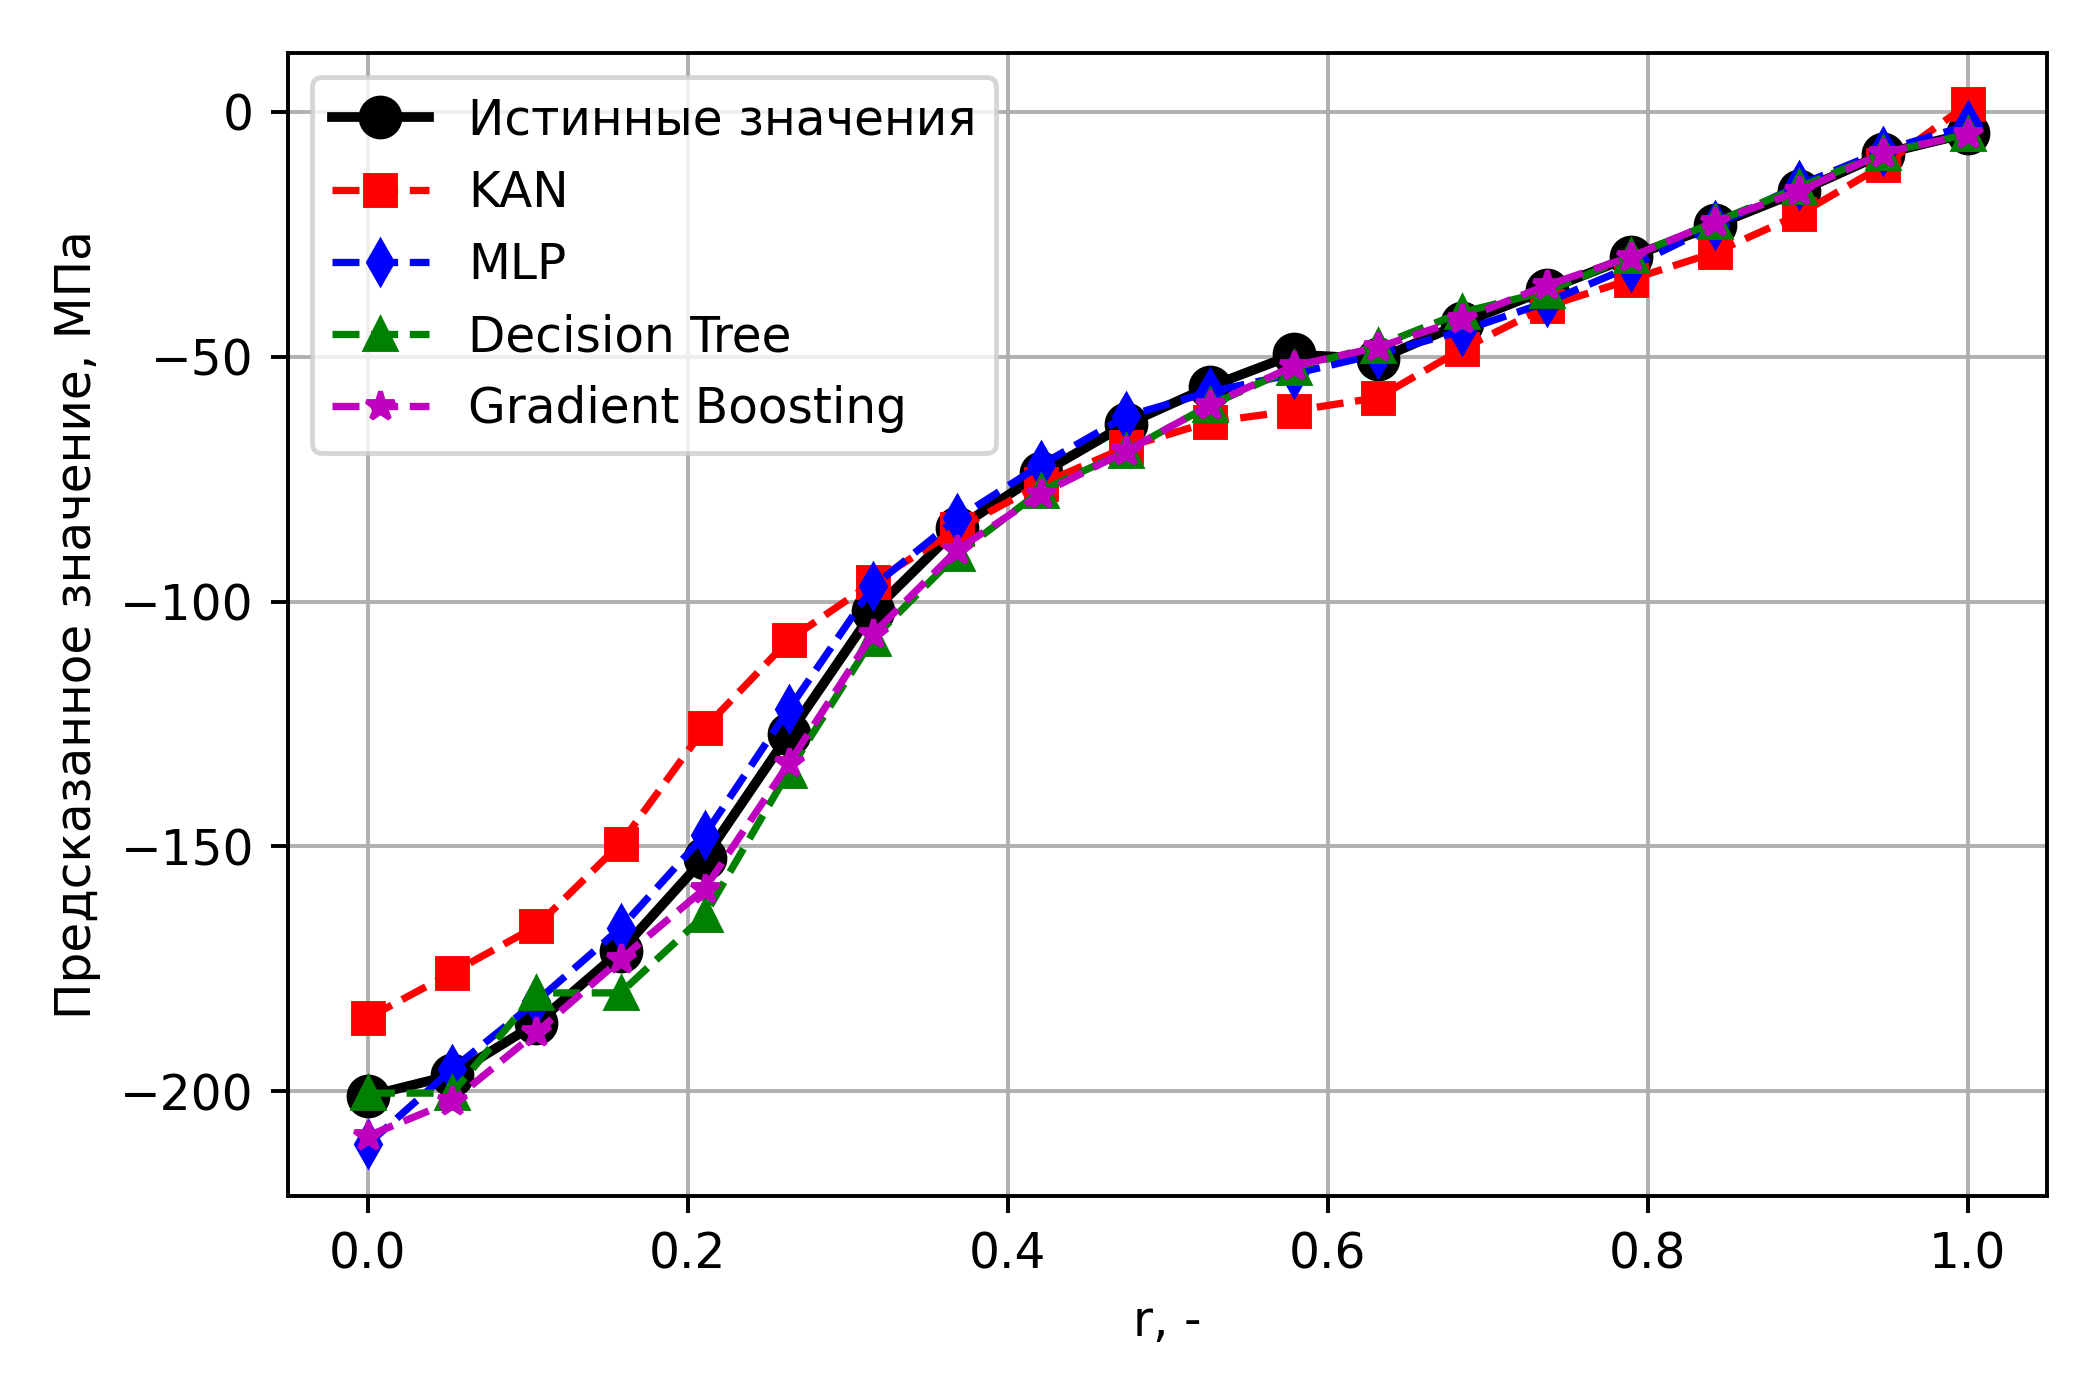 Предсказанное значение, МПа
0
−50
−100
−150
−200
Истинные значения
KAN
MLP
Decision Tree
Gradient Boosting
0.0 0.2 0.4 0.6 0.8 1.0
r, -